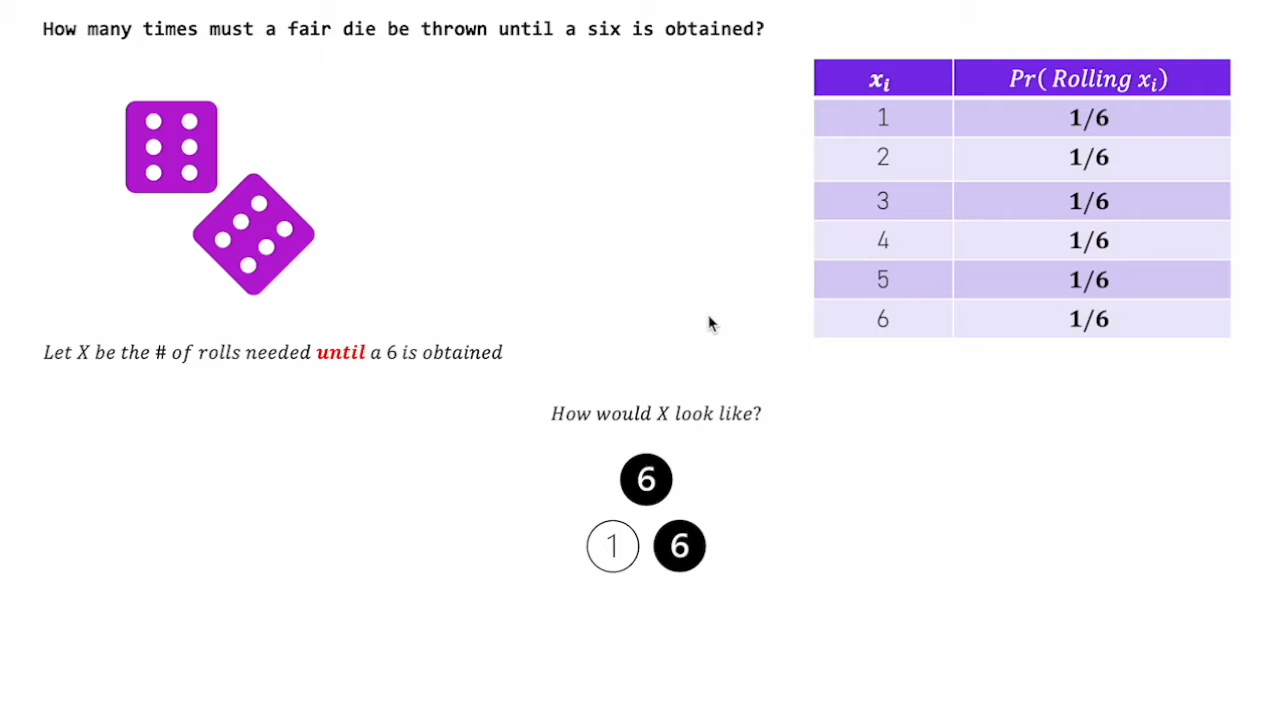 How many times must a fair die be thrown until a six is obtained?
xᵢ Pr( Rolling xᵢ)
1 1/6
2 1/6
3 1/6
4 1/6
5 1/6
6 1/6
Let X be the # of rolls needed until a 6 is obtained
How would X look like?
6
1 6